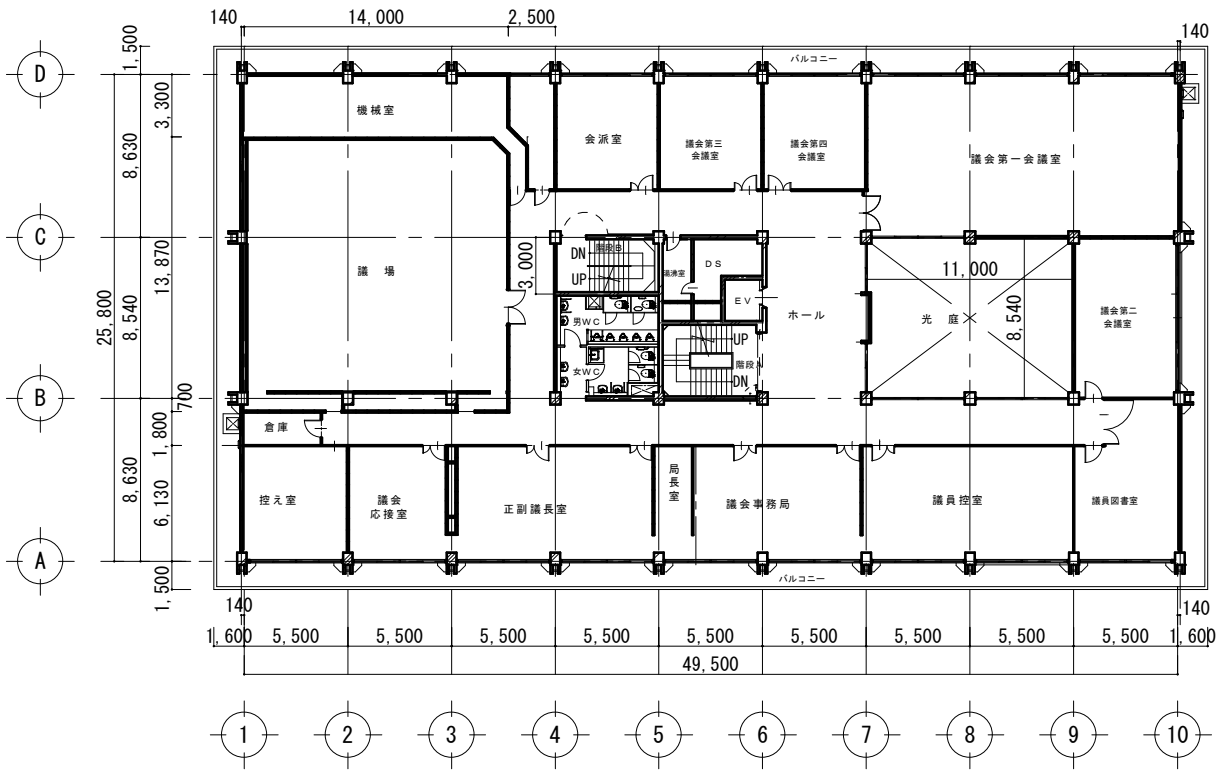 140
14,000
2,500
140
1,500
バルコニー
D
3,300
機械室
会派室
議会第三
会議室
議会第四
会議室
議会第一会議室
8,630
C
階段B
DN
UP
3,000
湯沸室
DS
EV
ホール
11,000
光 庭
8,540
議会第二
会議室
議 場
13,870
25,800
8,540
男WC
女WC
UP
階段A
DN
B
700
倉庫
1,800
8,630
6,130
控え室
議会
応接室
正副議長室
局長室
議会事務局
議員控室
議員図書室
A
1,500
バルコニー
140
140
1,600
5,500
5,500
5,500
5,500
5,500
5,500
5,500
5,500
5,500
1,600
49,500
1
2
3
4
5
6
7
8
9
10